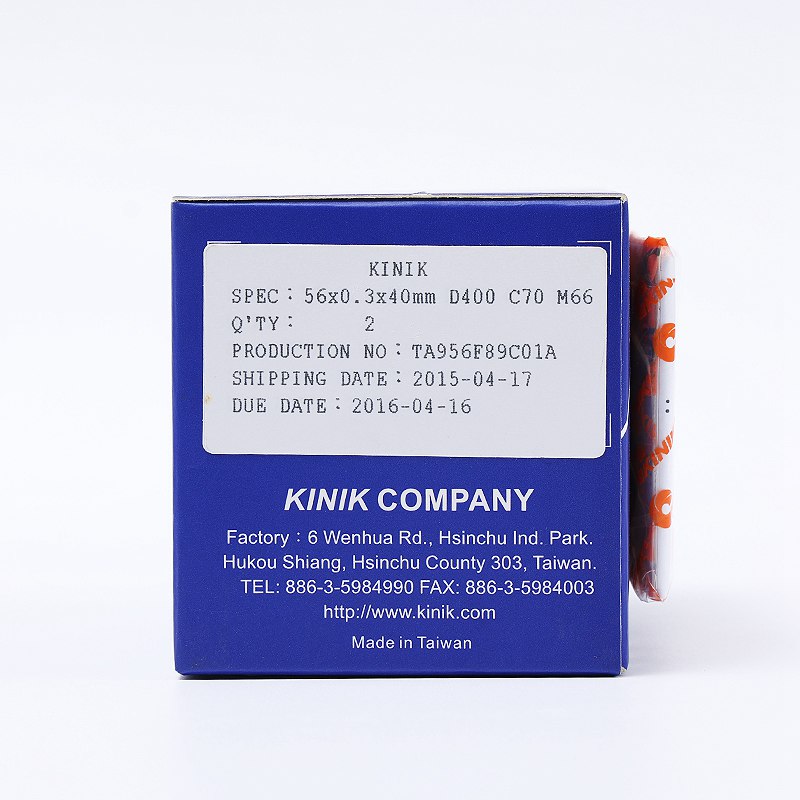 KINIK
SPEC：56x0.3x40mm D400 C70 M66
Q'TY： 2
PRODUCTION NO：TA956F89C01A
SHIPPING DATE：2015-04-17
DUE DATE：2016-04-16
KINIK COMPANY
Factory：6 Wenhua Rd., Hsinchu Ind. Park.
Hukou Shiang, Hsinchu County 303, Taiwan.
TEL: 886-3-5984990 FAX: 886-3-5984003
http://www.kinik.com
Made in Taiwan
KINIK
KINIK